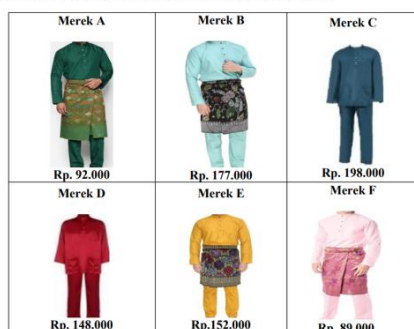 Merek A
Merek B
Merek C
Rp. 92.000
Rp. 177.000
Rp. 198.000
Merek D
Merek E
Merek F
Rp. 148.000
Rp.152.000
Rp. 89.000